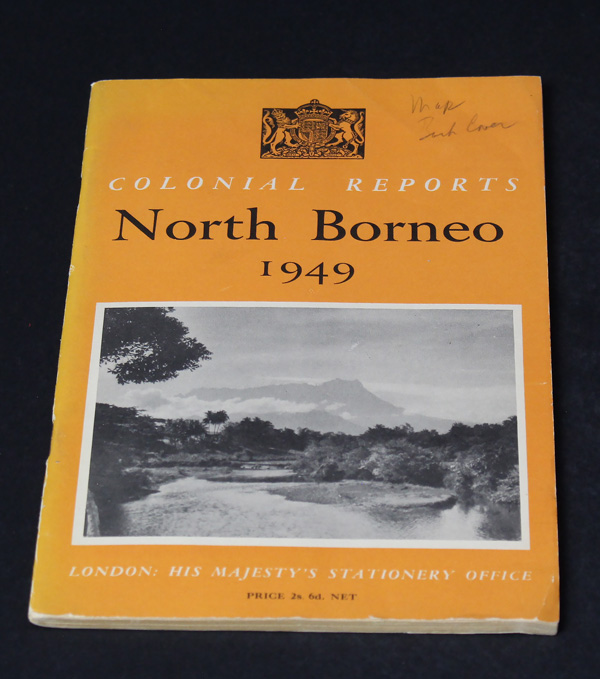 Map
COLONIAL REPORTS
North Borneo
1949
LONDON: HIS MAJESTY'S STATIONERY OFFICE
PRICE 2s. 6d. NET